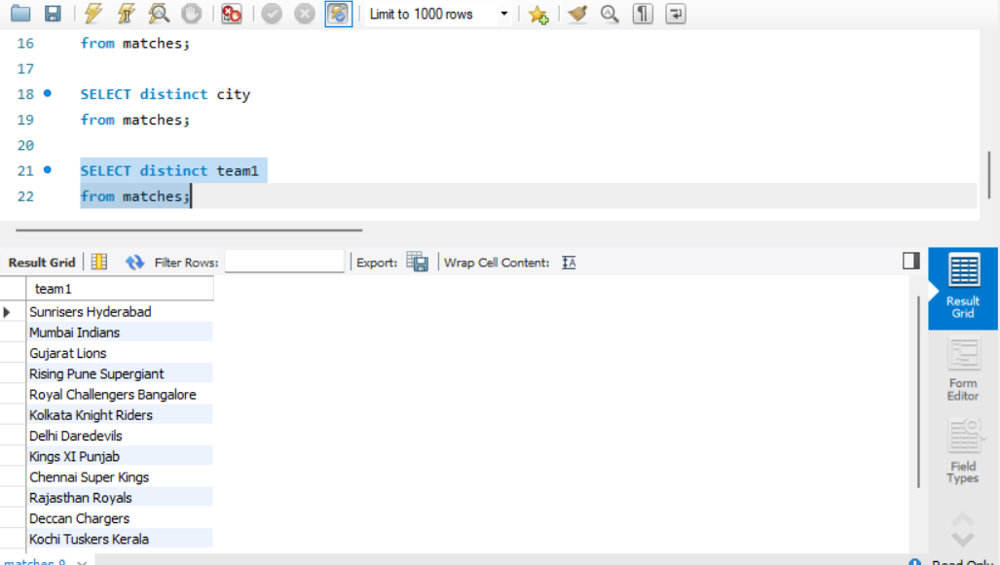 Limit to 1000 rows
16 from matches;
17
18 SELECT distinct city
19 from matches;
20
21 SELECT distinct team1
22 from matches;
Result Grid Filter Rows: Export: Wrap Cell Content: IA
team1
Sunrisers Hyderabad
Mumbai Indians
Gujarat Lions
Rising Pune Supergiant
Royal Challengers Bangalore
Kolkata Knight Riders
Delhi Daredevils
Kings XI Punjab
Chennai Super Kings
Rajasthan Royals
Deccan Chargers
Kochi Tuskers Kerala
Result
Grid
Form
Editor
Field
Types
matches 9
Read Only